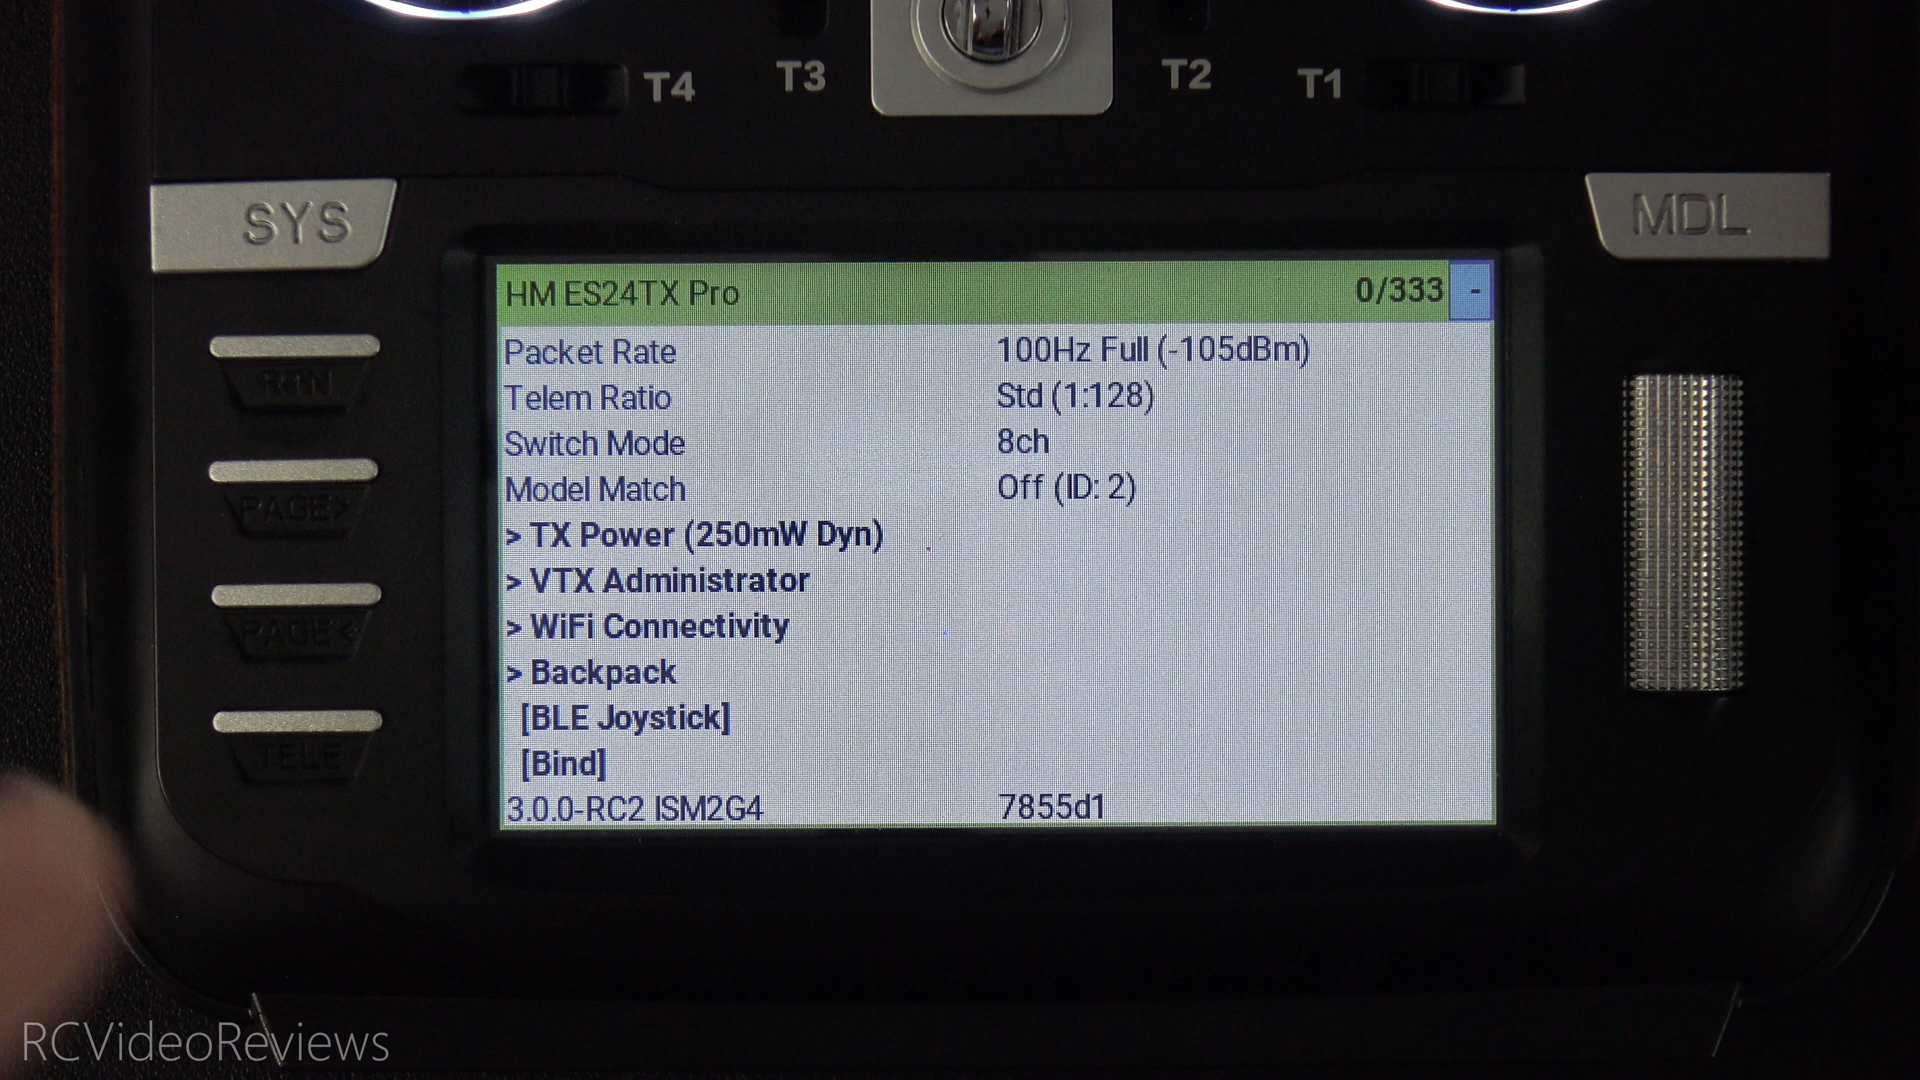 T4
T3
T2
T1
SYS
MDL
HM ES24TX Pro 0/333 -
Packet Rate 100Hz Full (-105dBm)
Telem Ratio Std (1:128)
Switch Mode 8ch
Model Match Off (ID: 2)
> TX Power (250mW Dyn)
> VTX Administrator
> WiFi Connectivity
> Backpack
[BLE Joystick]
[Bind]
3.0.0-RC2 ISM2G4 7855d1
RTN
PAGE>
PAGE<
TELE
RCVideoReviews